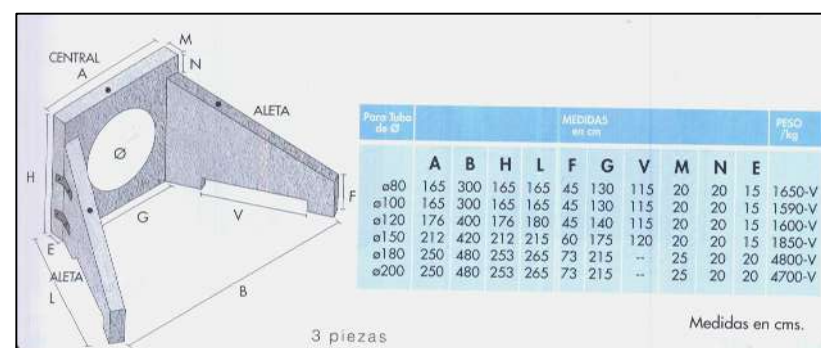 CENTRAL
A
M
N
ALETA
H
Ø
G
V
F
E
ALETA
L
B
3 piezas
Para Tubo de Ø MEDIDAS en cm PESO /kg
A B H L F G V M N E
ø80 165 300 165 165 45 130 115 20 20 15 1650-V
ø100 165 300 165 165 45 130 115 20 20 15 1590-V
ø120 176 400 176 180 45 140 115 20 20 15 1600-V
ø150 212 420 212 215 60 175 120 20 20 15 1850-V
ø180 250 480 253 265 73 215 -- 25 20 20 4800-V
ø200 250 480 253 265 73 215 -- 25 20 20 4700-V
Medidas en cms.